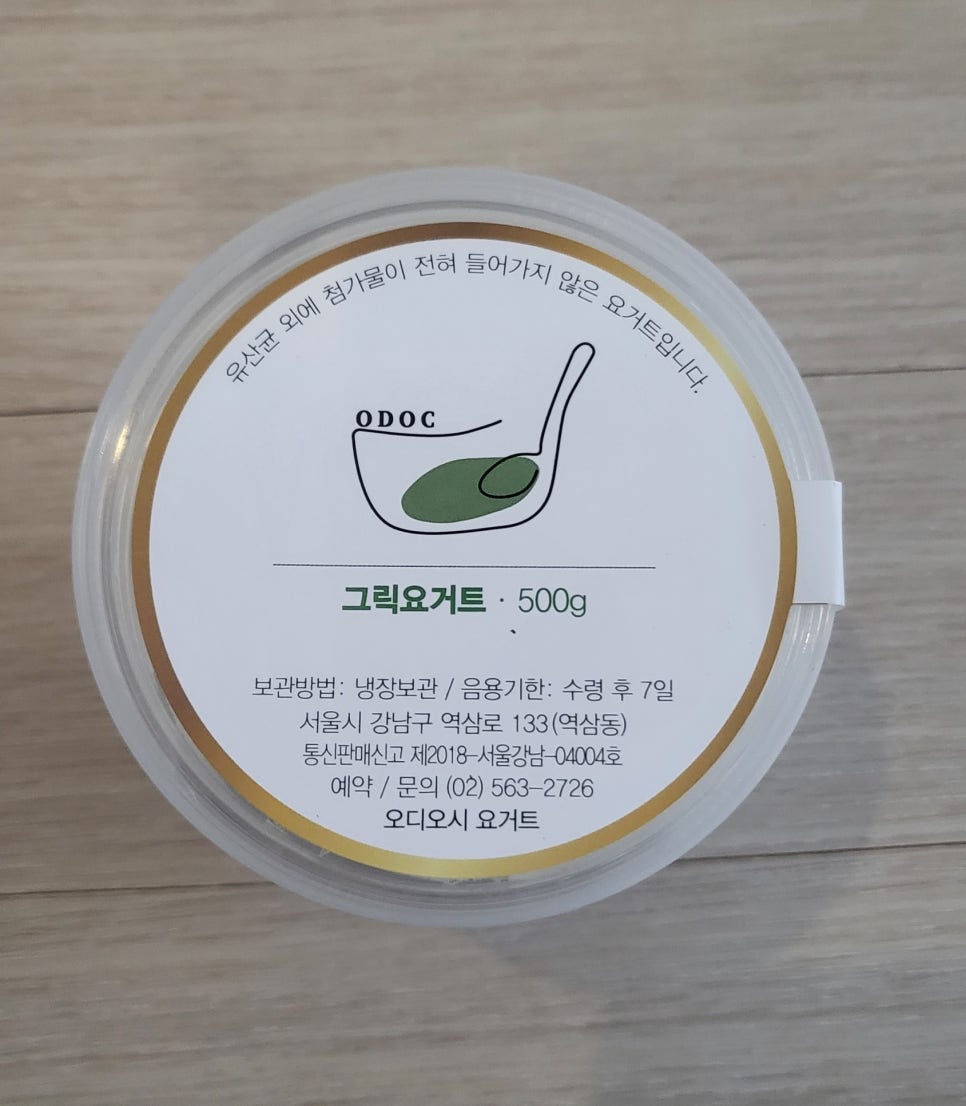 유산균 외에 첨가물이 전혀 들어가지 않은 요거트입니다.
ODOC
그릭요거트 · 500g
보관방법: 냉장보관 / 음용기한: 수령 후 7일
서울시 강남구 역삼로 133(역삼동)
통신판매신고 제2018-서울강남-04004호
예약 / 문의 (02) 563-2726
오디오시 요거트